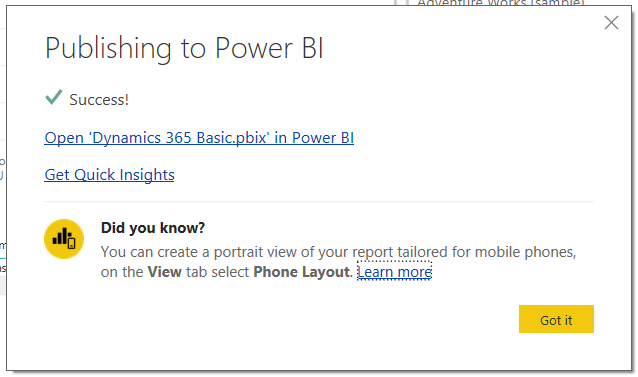 Adventure Works (sample)
Publishing to Power BI
Success!
Open 'Dynamics 365 Basic.pbix' in Power BI
Get Quick Insights
Did you know?
You can create a portrait view of your report tailored for mobile phones,
on the View tab select Phone Layout. Learn more
Got it